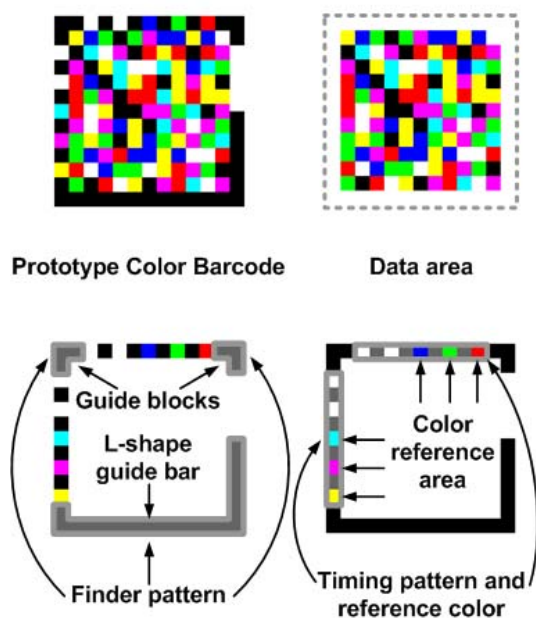 Prototype Color Barcode
Data area
Guide blocks
L-shape
guide bar
Finder pattern
Color
reference
area
Timing pattern and
reference color